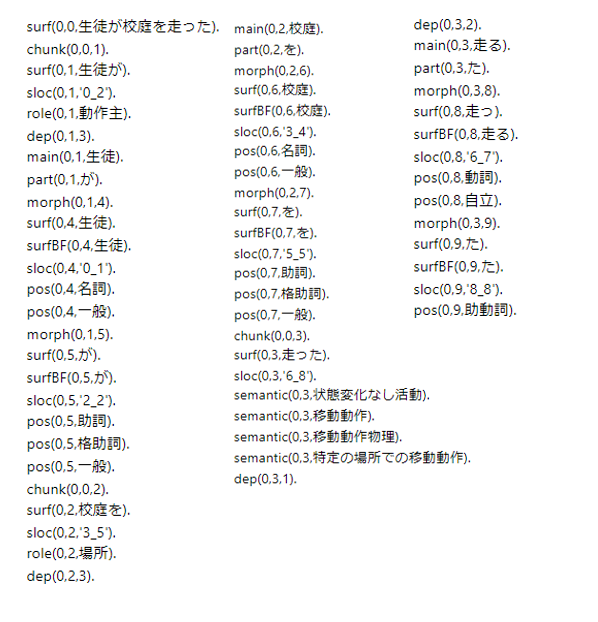 surf(0,0,生徒が校庭を走った).
chunk(0,0,1).
surf(0,1,生徒が).
sloc(0,1,'0_2').
role(0,1,動作主).
dep(0,1,3).
main(0,1,生徒).
part(0,1,が).
morph(0,1,4).
surf(0,4,生徒).
surfBF(0,4,生徒).
sloc(0,4,'0_1').
pos(0,4,名詞).
pos(0,4,一般).
morph(0,1,5).
surf(0,5,が).
surfBF(0,5,が).
sloc(0,5,'2_2').
pos(0,5,助詞).
pos(0,5,格助詞).
pos(0,5,一般).
chunk(0,0,2).
surf(0,2,校庭を).
sloc(0,2,'3_5').
role(0,2,場所).
dep(0,2,3).
main(0,2,校庭).
part(0,2,を).
morph(0,2,6).
surf(0,6,校庭).
surfBF(0,6,校庭).
sloc(0,6,'3_4').
pos(0,6,名詞).
pos(0,6,一般).
morph(0,2,7).
surf(0,7,を).
surfBF(0,7,を).
sloc(0,7,'5_5').
pos(0,7,助詞).
pos(0,7,格助詞).
pos(0,7,一般).
chunk(0,0,3).
surf(0,3,走った).
sloc(0,3,'6_8').
semantic(0,3,状態変化なし活動).
semantic(0,3,移動動作).
semantic(0,3,移動動作物理).
semantic(0,3,特定の場所での移動動作).
dep(0,3,1).
dep(0,3,2).
main(0,3,走る).
part(0,3,た).
morph(0,3,8).
surf(0,8,走っ).
surfBF(0,8,走る).
sloc(0,8,'6_7').
pos(0,8,動詞).
pos(0,8,自立).
morph(0,3,9).
surf(0,9,た).
surfBF(0,9,た).
sloc(0,9,'8_8').
pos(0,9,助動詞).